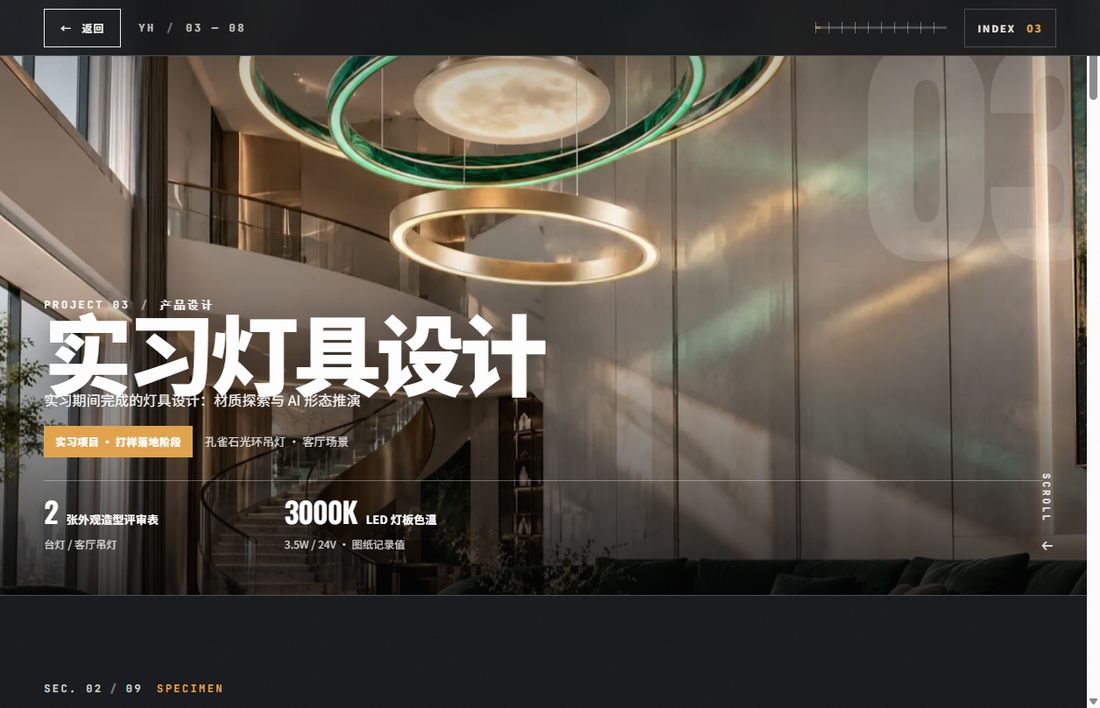 ← 返回
YH / 03 — 08
INDEX 03
03
PROJECT 03 / 产品设计
实习灯具设计
实习期间完成的灯具设计：材质探索与 AI 形态推演
实习项目 · 打样落地阶段
孔雀石光环吊灯 · 客厅场景
2 张外观造型评审表
台灯 / 客厅吊灯
3000K LED 灯板色温
3.5W / 24V · 图纸记录值
SCROLL
SEC. 02 / 09 SPECIMEN